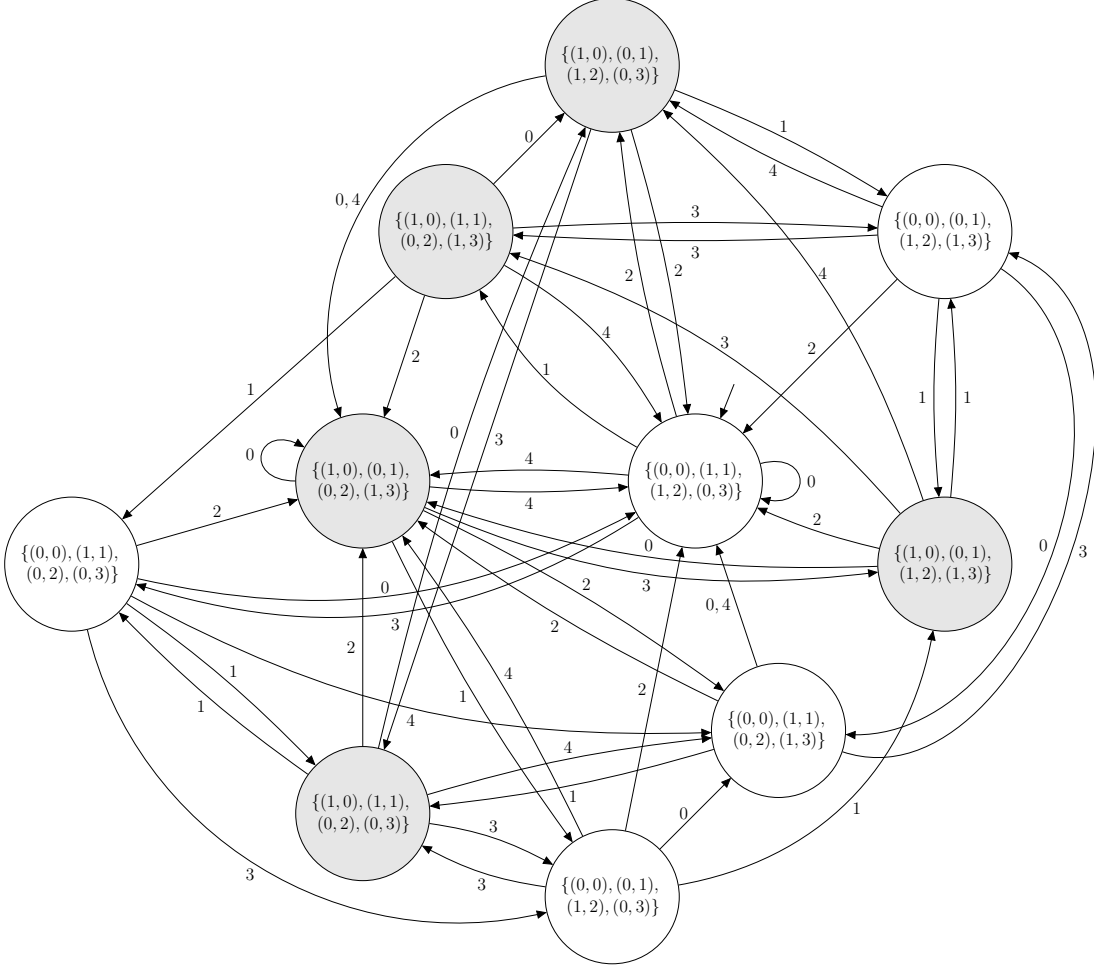 {(1, 0), (0, 1),
(1, 2), (0, 3)}
1
0
4
0, 4
{(1, 0), (1, 1),
(0, 2), (1, 3)}
3
3
{(0, 0), (0, 1),
(1, 2), (1, 3)}
2
2
4
4
3
2
2
1
1
1
1
0
3
0
4
4
{(1, 0), (0, 1),
(0, 2), (1, 3)}
{(0, 0), (1, 1),
(1, 2), (0, 3)}
0
2
2
{(0, 0), (1, 1),
(0, 2), (0, 3)}
0
{(1, 0), (0, 1),
(1, 2), (1, 3)}
0
3
0
2
3
0, 4
3
2
2
1
4
1
1
2
4
{(0, 0), (1, 1),
(0, 2), (1, 3)}
4
1
{(1, 0), (1, 1),
(0, 2), (0, 3)}
3
0
1
3
3
{(0, 0), (0, 1),
(1, 2), (0, 3)}